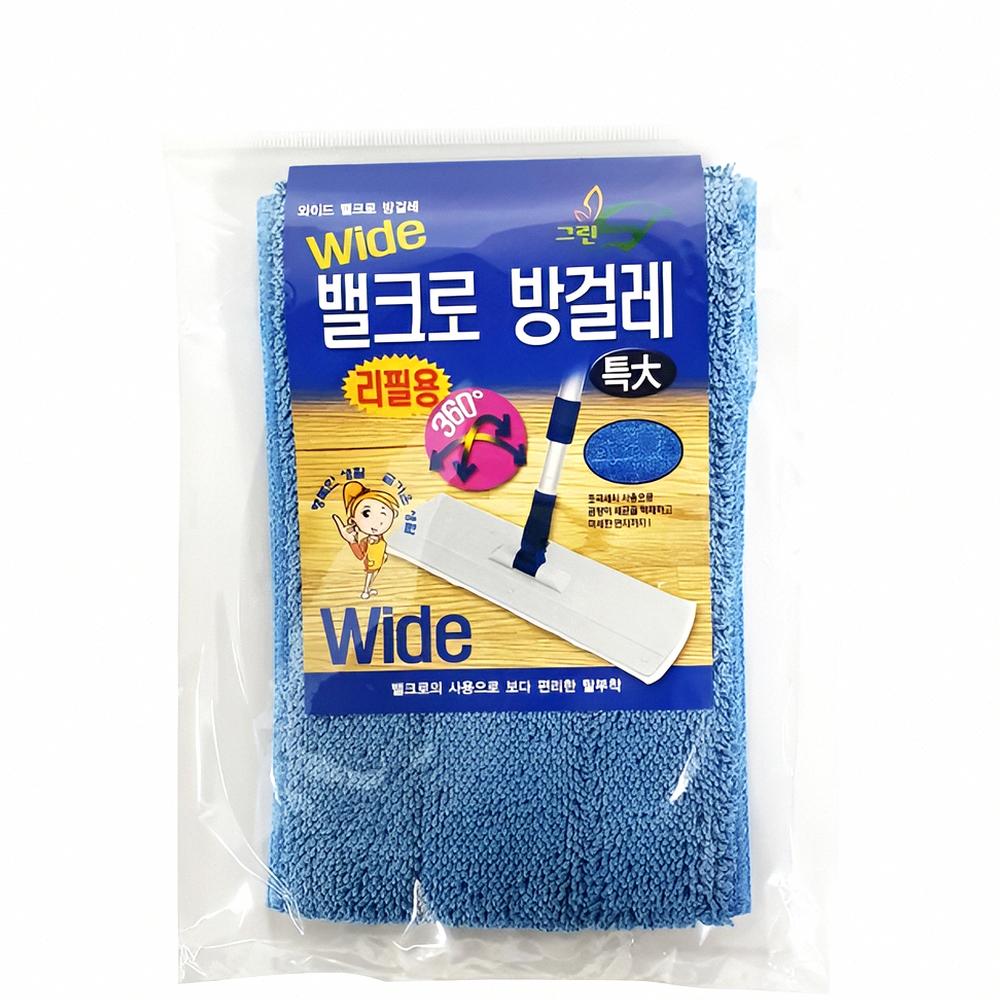 와이드 밸크로 방걸레
Wide
그린
밸크로 방걸레
리필용
特大
360°
Wide
밸크로의 사용으로 보다 편리한 탈부착